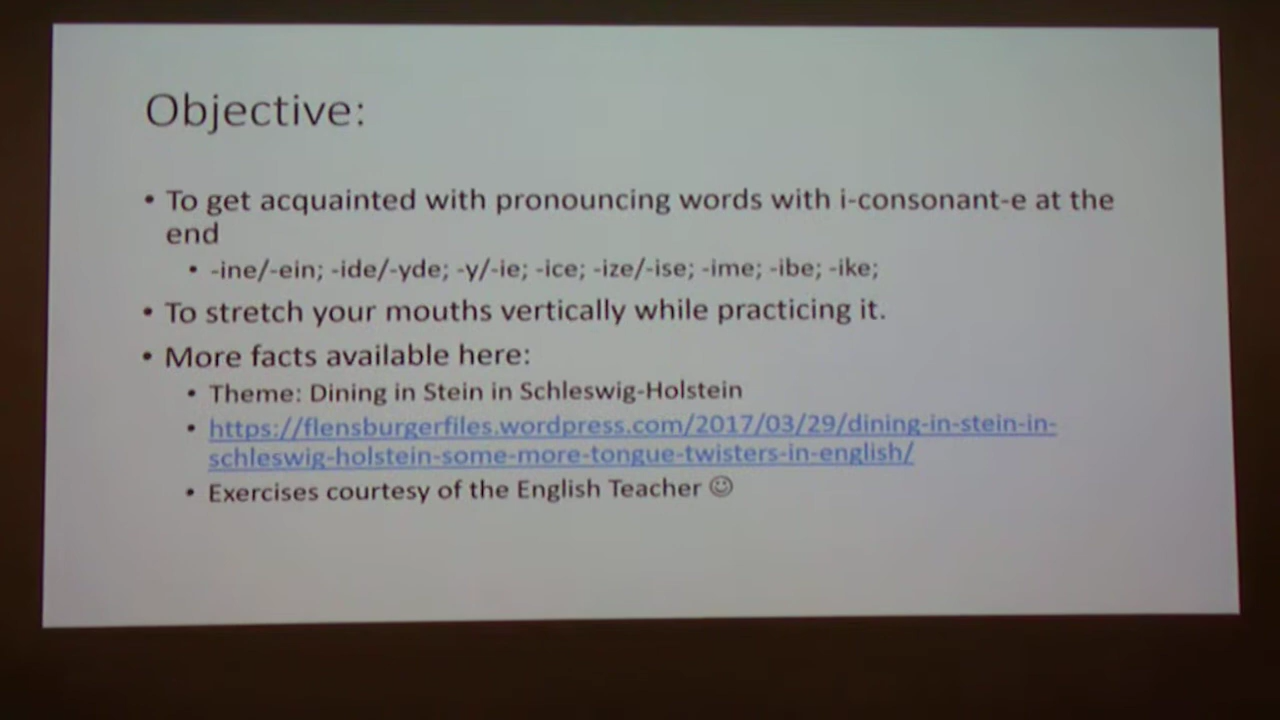 Objective:
• To get acquainted with pronouncing words with i-consonant-e at the
end
• -ine/-ein; -ide/-yde; -y/-ie; -ice; -ize/-ise; -ime; -ibe; -ike;
• To stretch your mouths vertically while practicing it.
• More facts available here:
• Theme: Dining in Stein in Schleswig-Holstein
• https://flensburgerfiles.wordpress.com/2017/03/29/dining-in-stein-in-
schleswig-holstein-some-more-tongue-twisters-in-english/
• Exercises courtesy of the English Teacher ☺